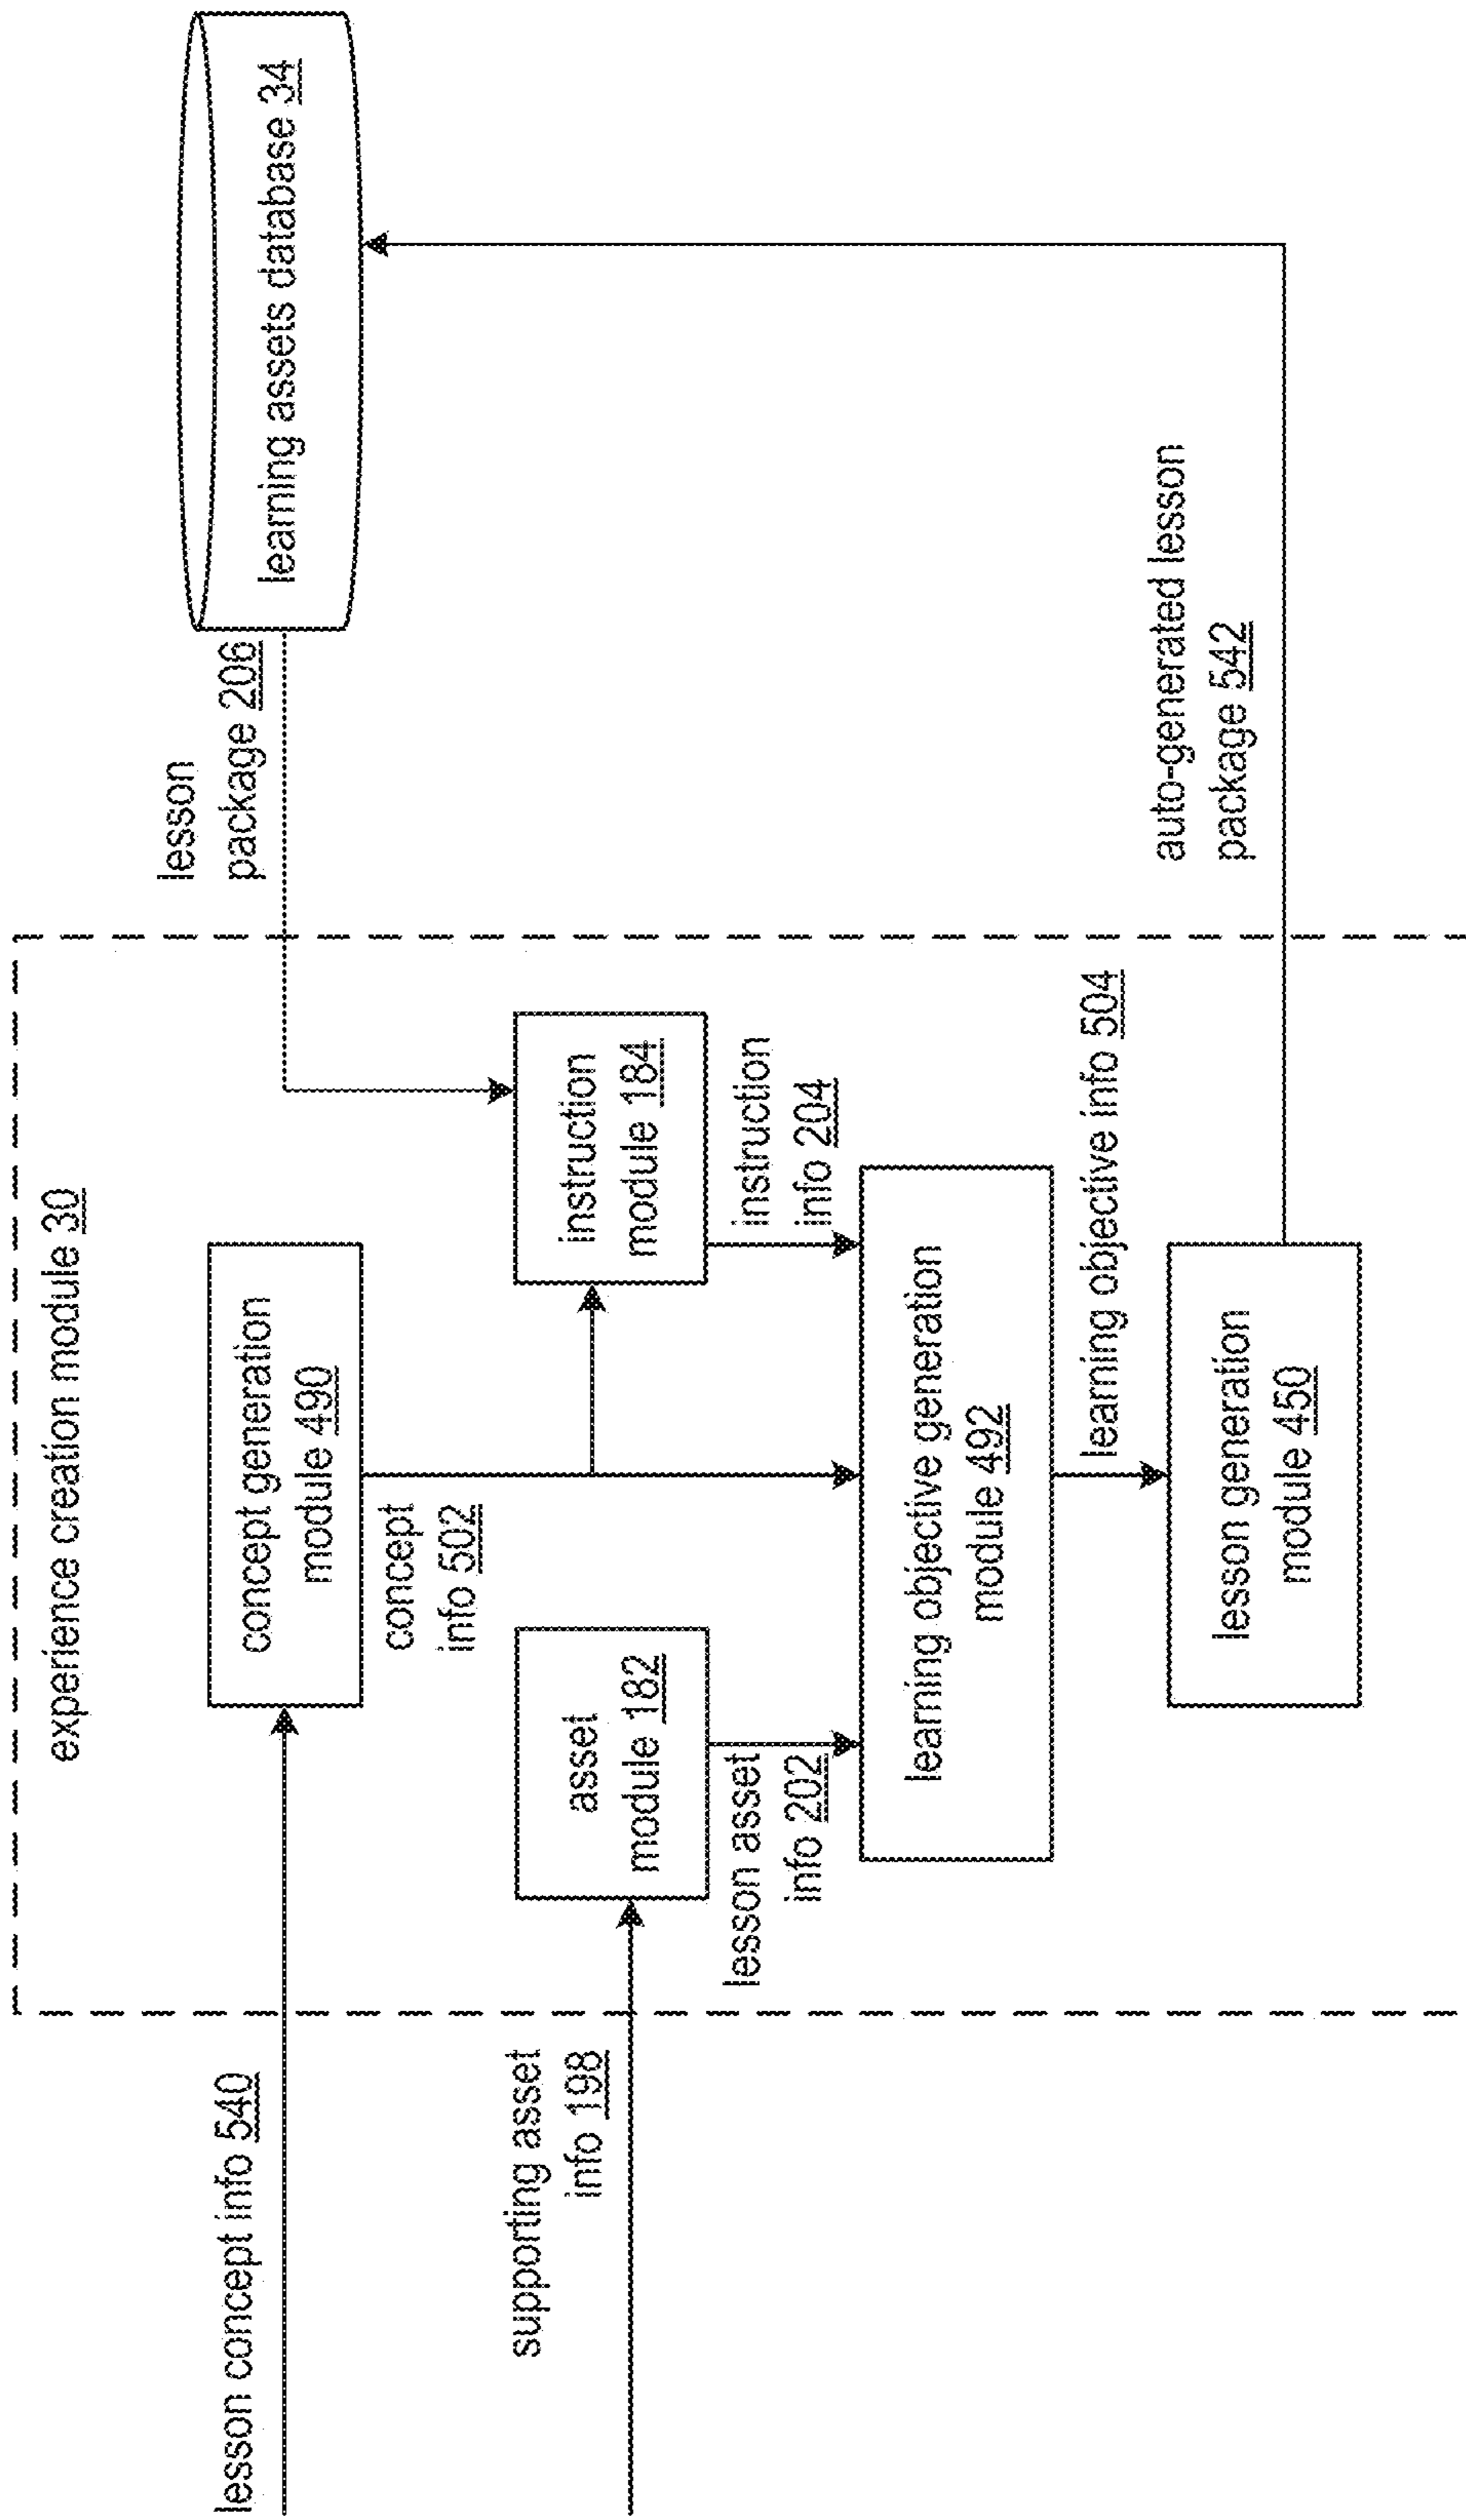 experience creation module 30
lesson concept info 540
concept generation
module 490
lesson
package 206
learning assets database 34
concept
info 502
supporting asset
info 198
asset
module 182
instruction
module 184
lesson asset
info 202
instruction
info 204
learning objective generation
module 492
learning objective info 504
lesson generation
module 450
auto-generated lesson
package 542